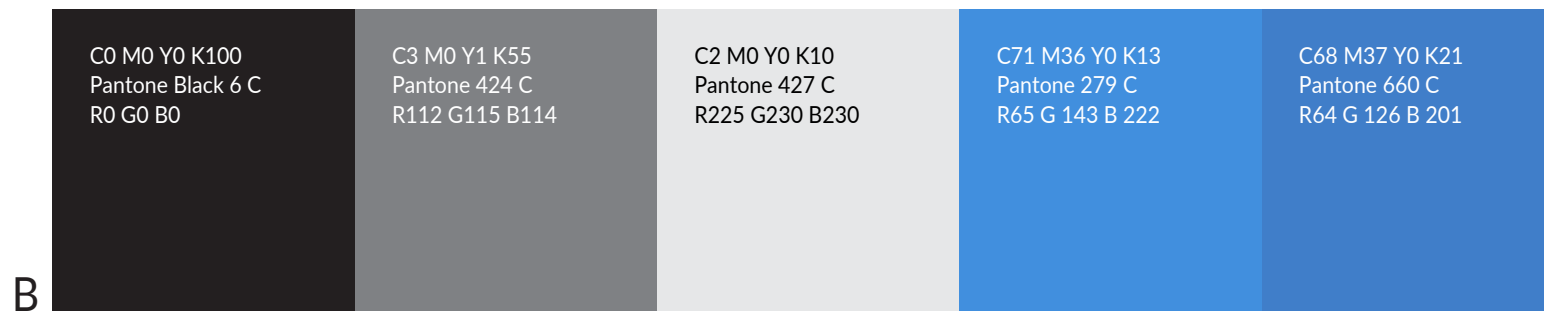 C0 M0 Y0 K100
Pantone Black 6 C
R0 G0 B0
C3 M0 Y1 K55
Pantone 424 C
R112 G115 B114
C2 M0 Y0 K10
Pantone 427 C
R225 G230 B230
C71 M36 Y0 K13
Pantone 279 C
R65 G 143 B 222
C68 M37 Y0 K21
Pantone 660 C
R64 G 126 B 201
B